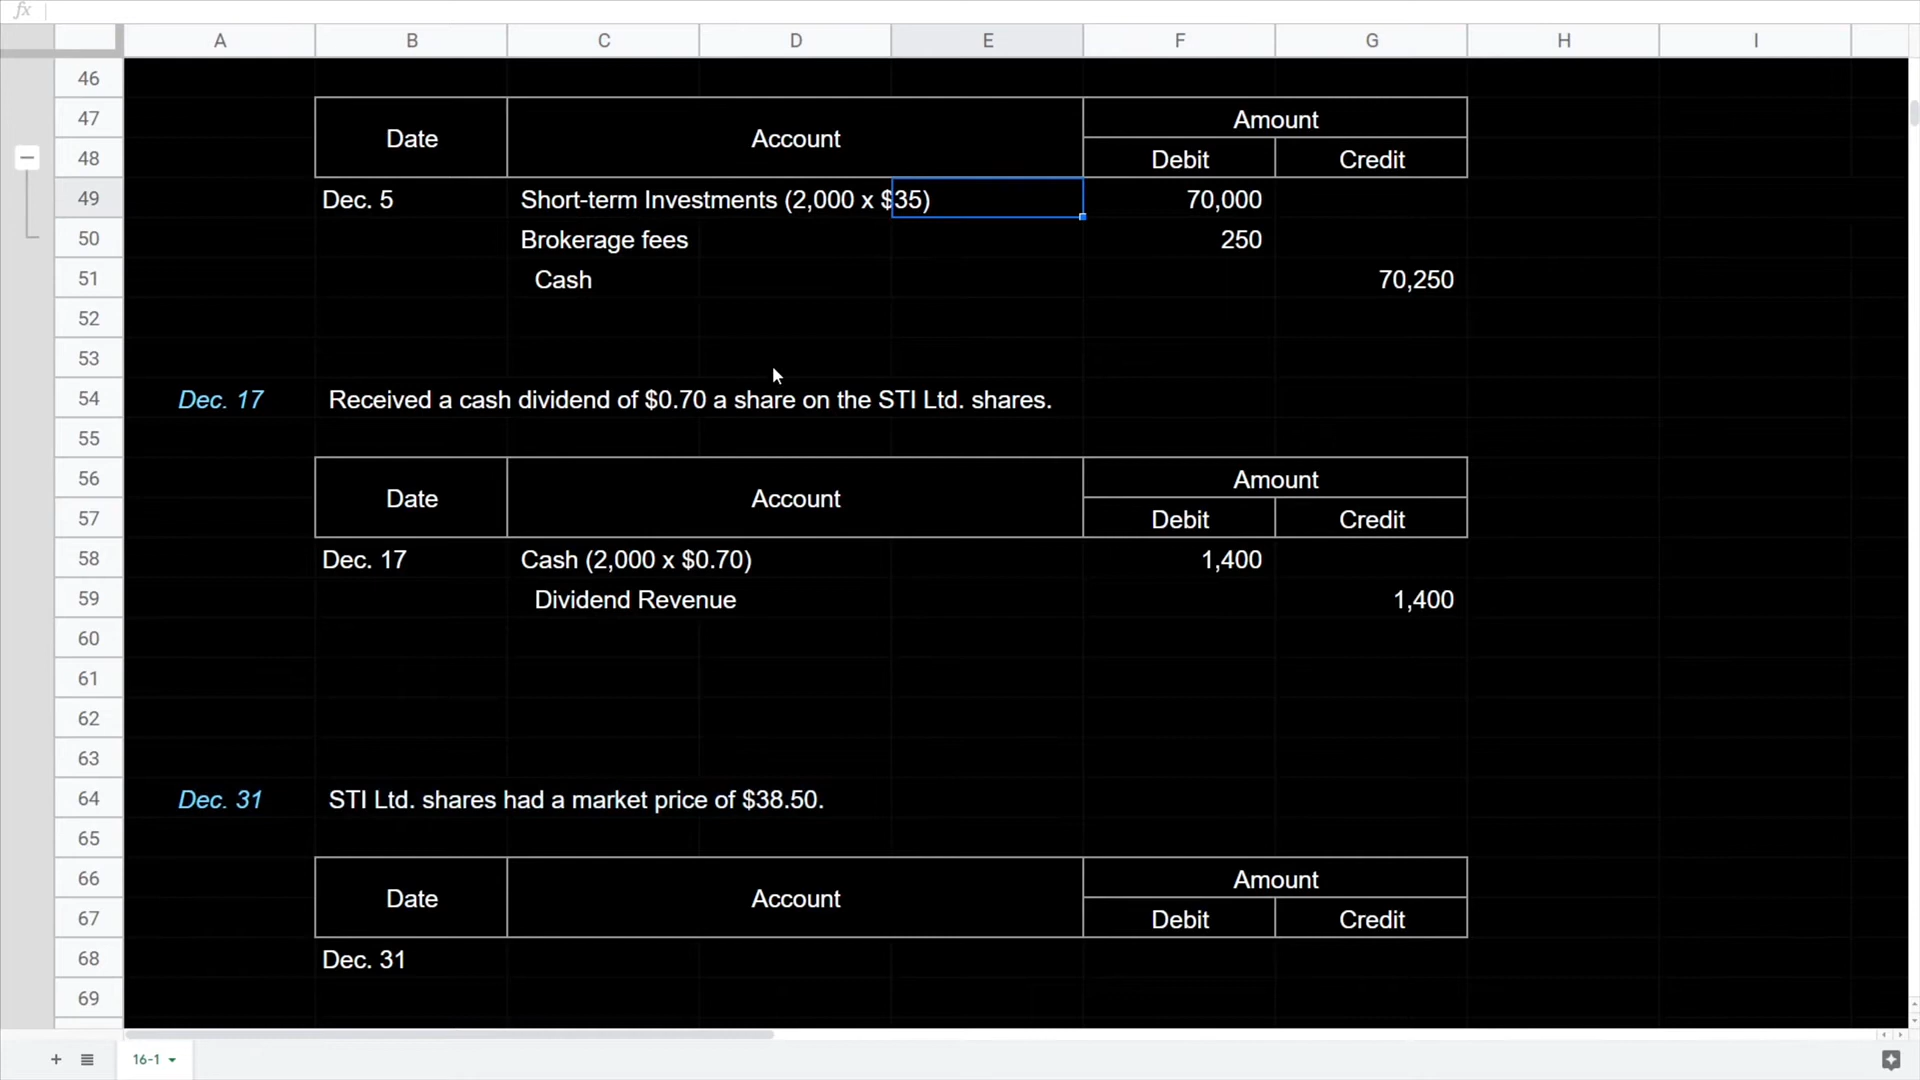 fx
A B C D E F G H I
46
47 Amount
Date Account
48 Debit Credit
49 Dec. 5 Short-term Investments (2,000 x $35) 70,000
50 Brokerage fees 250
51 Cash 70,250
52
53
54 Dec. 17 Received a cash dividend of $0.70 a share on the STI Ltd. shares.
55
56 Amount
Date Account
57 Debit Credit
58 Dec. 17 Cash (2,000 x $0.70) 1,400
59 Dividend Revenue 1,400
60
61
62
63
64 Dec. 31 STI Ltd. shares had a market price of $38.50.
65
66 Amount
Date Account
67 Debit Credit
68 Dec. 31
69
16-1